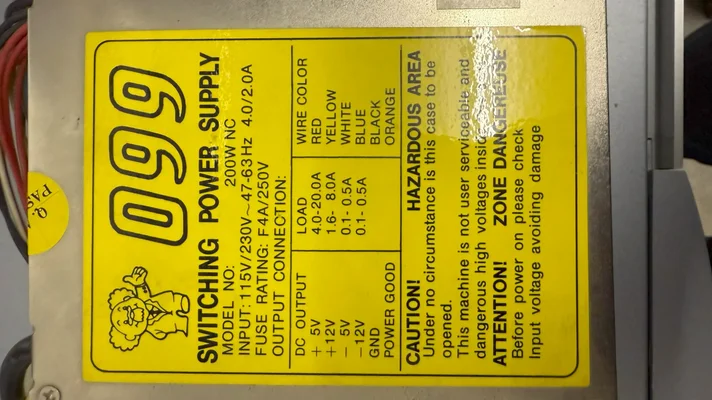 099
SWITCHING POWER SUPPLY
MODEL NO: 200W NC
INPUT: 115V/230V~47-63Hz 4.0/2.0A
FUSE RATING: F4A/250V
OUTPUT CONNECTION:
DC OUTPUT LOAD WIRE COLOR
+ 5V 4.0-20.0A RED
+12V 1.6- 8.0A YELLOW
- 5V 0.1- 0.5A WHITE
-12V 0.1- 0.5A BLUE
GND BLACK
POWER GOOD ORANGE
CAUTION! HAZARDOUS AREA
Under no circumstance is this case to be
opened.
This machine is not user serviceable and
dangerous high voltages inside
ATTENTION! ZONE DANGEREUSE
Before power on please check
Input voltage avoiding damage
Q.
PAS